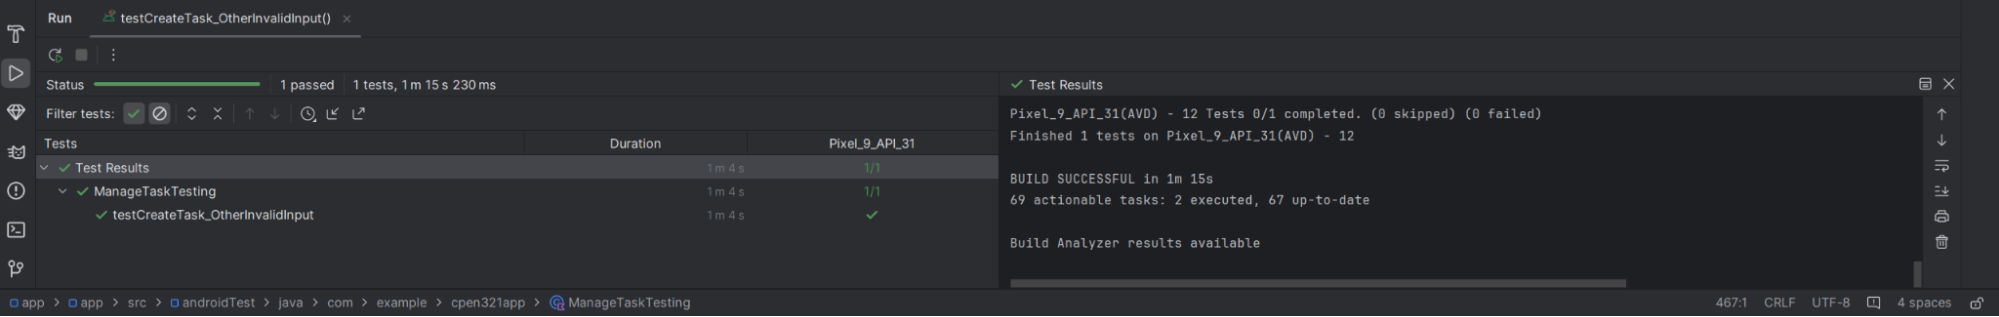 Run testCreateTask_OtherInvalidInput()
Status 1 passed 1 tests, 1 m 15 s 230 ms
Filter tests:
Tests Duration Pixel_9_API_31
Test Results 1 m 4 s 1/1
ManageTaskTesting 1 m 4 s 1/1
testCreateTask_OtherInvalidInput 1 m 4 s
Test Results
Pixel_9_API_31(AVD) - 12 Tests 0/1 completed. (0 skipped) (0 failed)
Finished 1 tests on Pixel_9_API_31(AVD) - 12
BUILD SUCCESSFUL in 1m 15s
69 actionable tasks: 2 executed, 67 up-to-date
Build Analyzer results available
app > app > src > androidTest > java > com > example > cpen321app > ManageTaskTesting 467:1 CRLF UTF-8 4 spaces